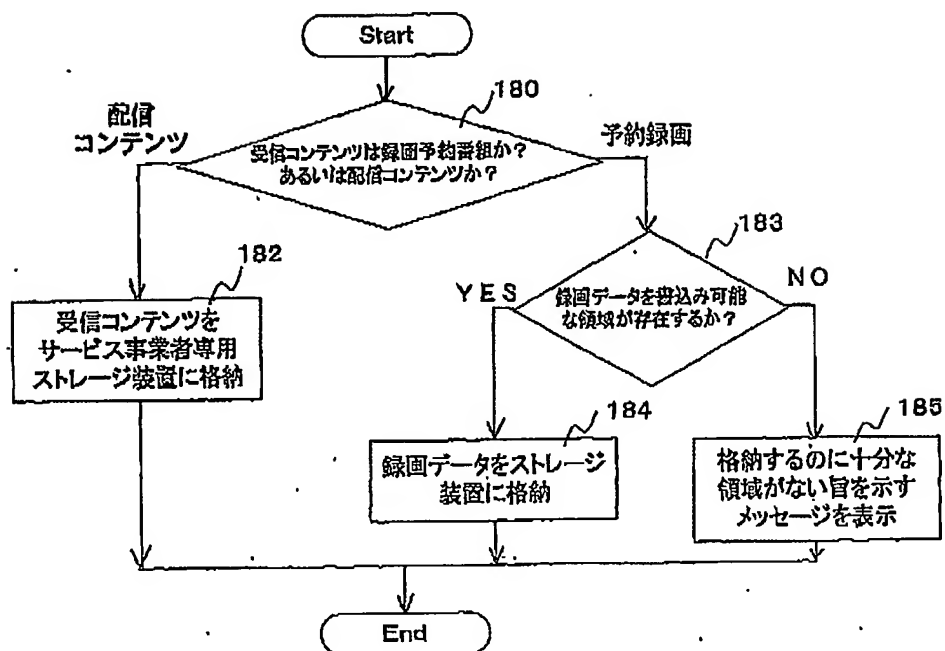 Start
180
配信
コンテンツ
予約録画
受信コンテンツは録画予約番組か?
あるいは配信コンテンツか?
183
182
YES
NO
録画データを書込み可能
な領域が存在するか?
受信コンテンツを
サービス事業者専用
ストレージ装置に格納
184
185
録画データをストレージ
装置に格納
格納するのに十分な
領域がない旨を示す
メッセージを表示
End